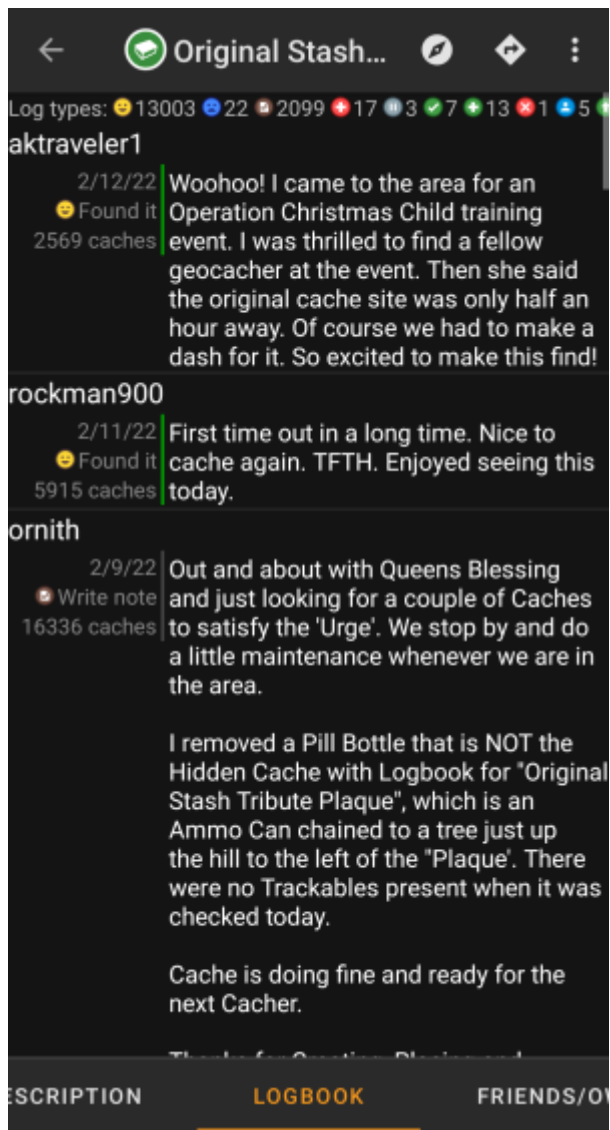 Original Stash...
Log types: 13003 22 2099 17 3 7 13 1 5
aktraveler1
2/12/22
Found it
2569 caches
Woohoo! I came to the area for an
Operation Christmas Child training
event. I was thrilled to find a fellow
geocacher at the event. Then she said
the original cache site was only half an
hour away. Of course we had to make a
dash for it. So excited to make this find!
rockman900
2/11/22
Found it
5915 caches
First time out in a long time. Nice to
cache again. TFTH. Enjoyed seeing this
today.
ornith
2/9/22
Write note
16336 caches
Out and about with Queens Blessing
and just looking for a couple of Caches
to satisfy the 'Urge'. We stop by and do
a little maintenance whenever we are in
the area.
I removed a Pill Bottle that is NOT the
Hidden Cache with Logbook for "Original
Stash Tribute Plaque", which is an
Ammo Can chained to a tree just up
the hill to the left of the "Plaque'. There
were no Trackables present when it was
checked today.
Cache is doing fine and ready for the
next Cacher.
ESCRIPTION
LOGBOOK
FRIENDS/OW